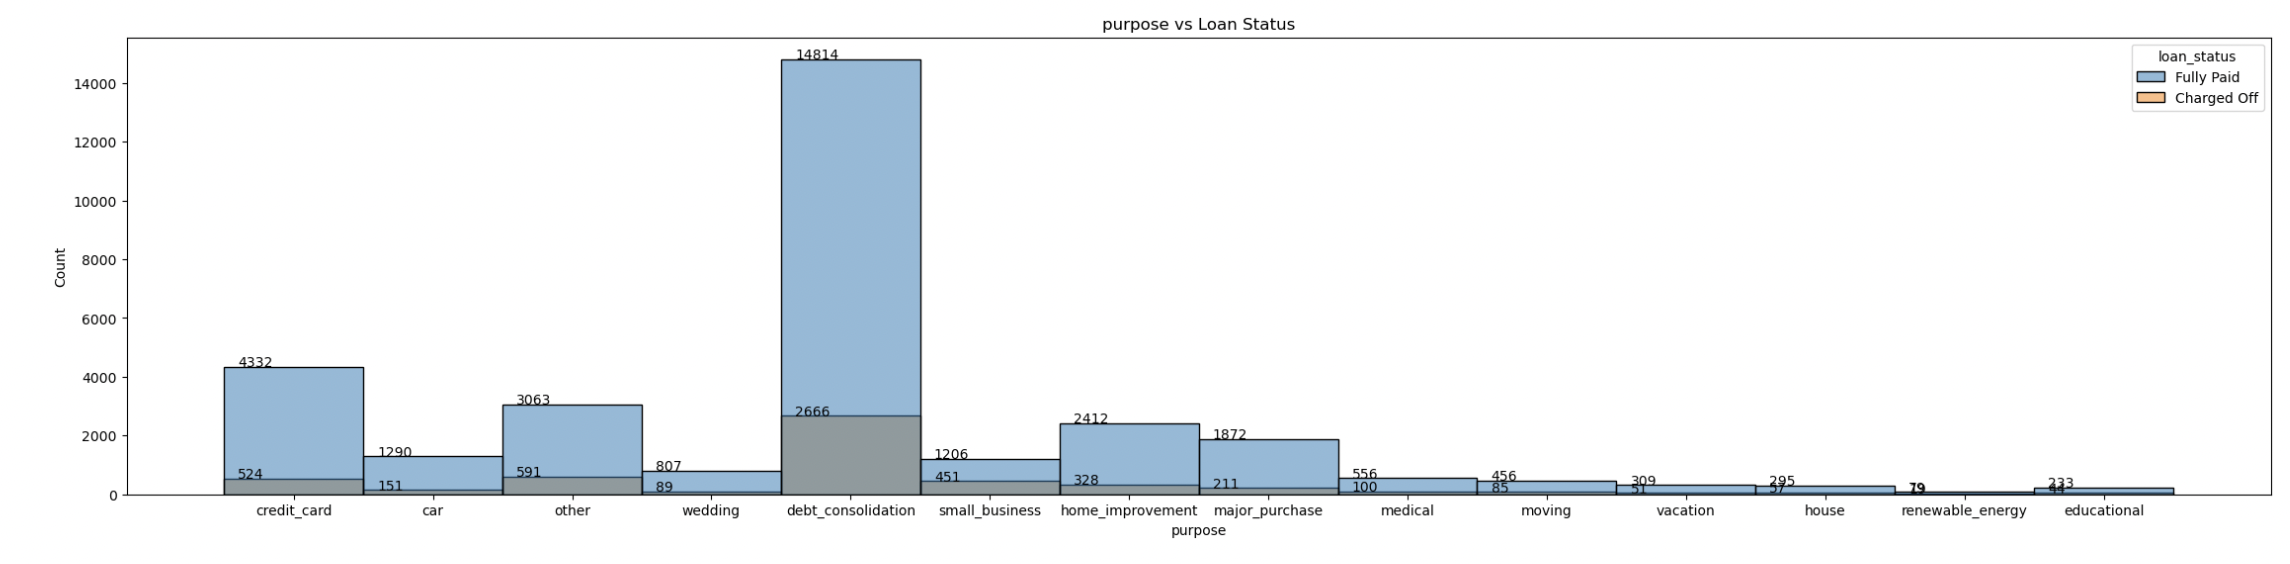 purpose vs Loan Status
loan_status
Fully Paid
Charged Off
Count
14000
12000
10000
8000
6000
4000
2000
0
4332
524
1290
151
3063
591
807
89
14814
2666
1206
451
2412
328
1872
211
556
100
456
85
309
51
295
79
233
credit_card
car
other
wedding
debt_consolidation
small_business
home_improvement
major_purchase
medical
moving
vacation
house
renewable_energy
educational
purpose